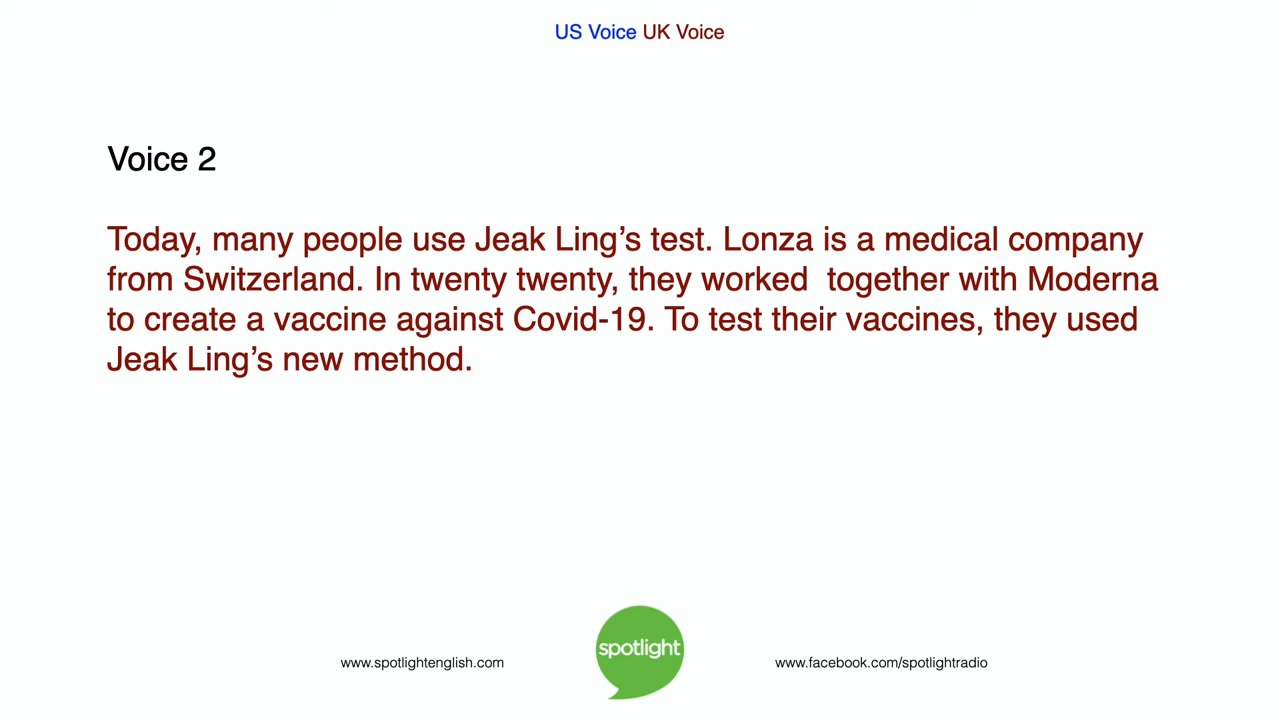 US Voice UK Voice
Voice 2
Today, many people use Jeak Ling’s test. Lonza is a medical company
from Switzerland. In twenty twenty, they worked  together with Moderna
to create a vaccine against Covid-19. To test their vaccines, they used
Jeak Ling’s new method.
www.spotlightenglish.com
spotlight
www.facebook.com/spotlightradio